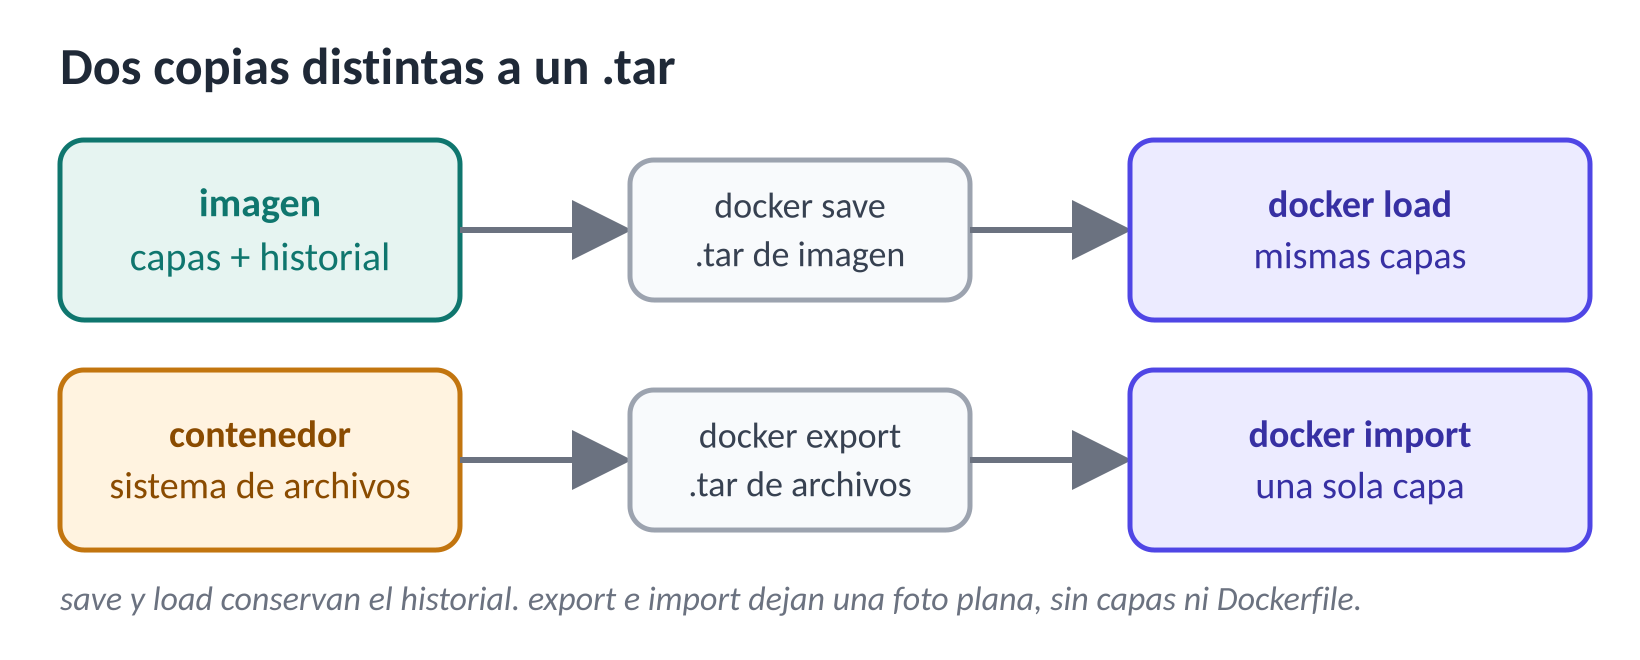 Dos copias distintas a un .tar
imagen
capas + historial
docker save
.tar de imagen
docker load
mismas capas
contenedor
sistema de archivos
docker export
.tar de archivos
docker import
una sola capa
save y load conservan el historial. export e import dejan una foto plana, sin capas ni Dockerfile.